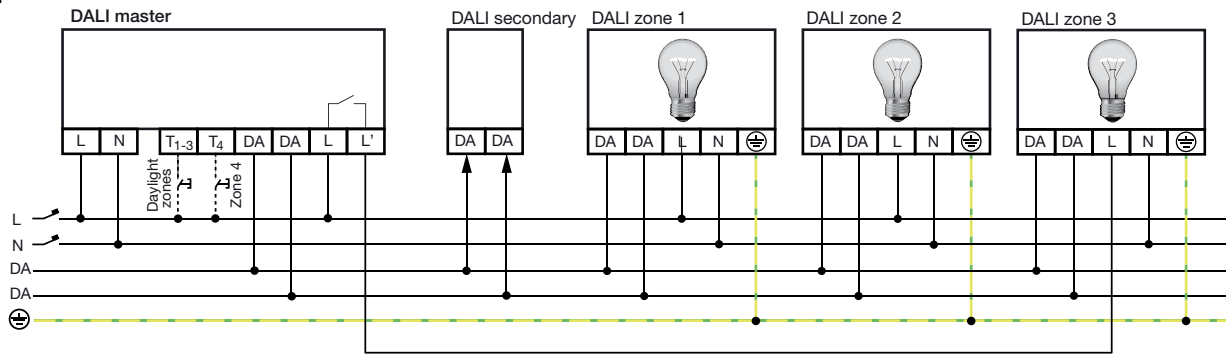 DALI master
DALI secondary
DALI zone 1
DALI zone 2
DALI zone 3
L N T1-3 T4 DA DA L L'
DA DA
DA DA L N
DA DA L N
DA DA L N
Daylight
zones
Zone 4
L
N
DA
DA